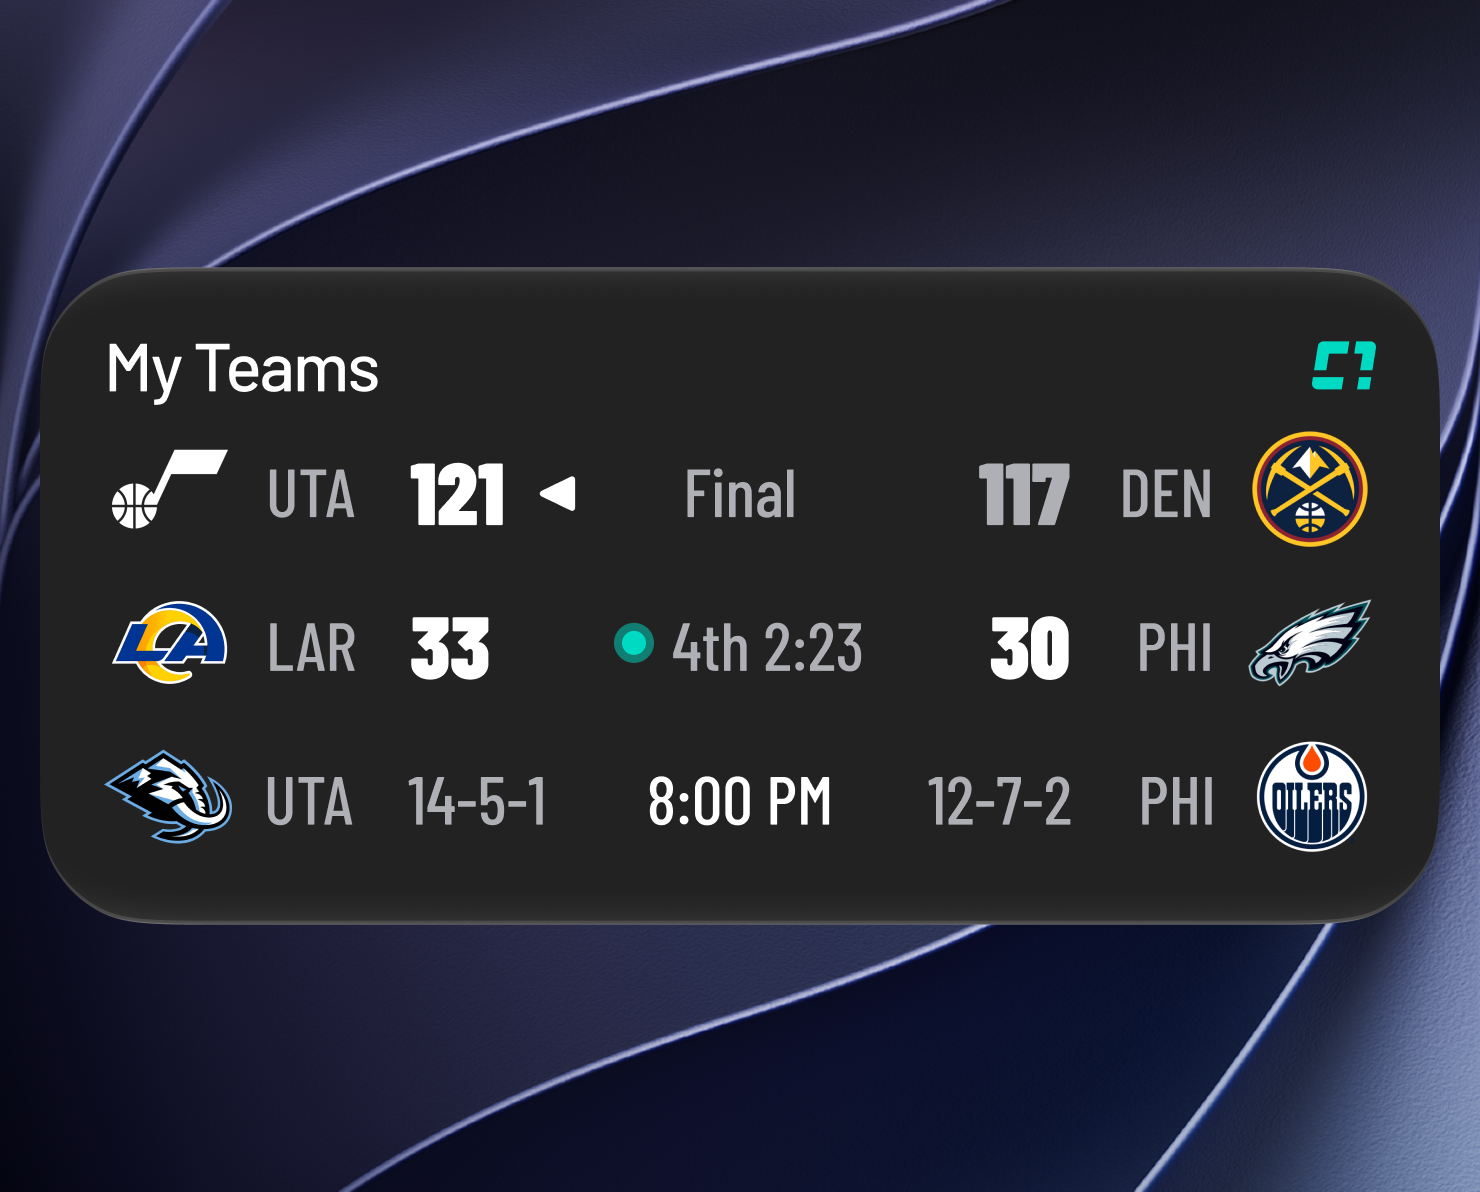 My Teams
UTA 121 Final 117 DEN
LAR 33 4th 2:23 30 PHI
UTA 14-5-1 8:00 PM 12-7-2 PHI OILERS